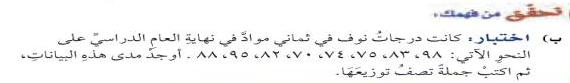 تحقق من فهمك:
ب) اختبار: كانت درجات نوف في ثماني موادَّ في نهايةِ العامِ الدراسيِّ على
النحوِ الآتي: ٩٨، ٨٣، ٧٥، ٧٤، ٧٠، ٨٢، ٩٥، ٨٨. أوجدْ مدى هذهِ البياناتِ،
ثم اكتبْ جملةً تصفُ توزيعَهَا.